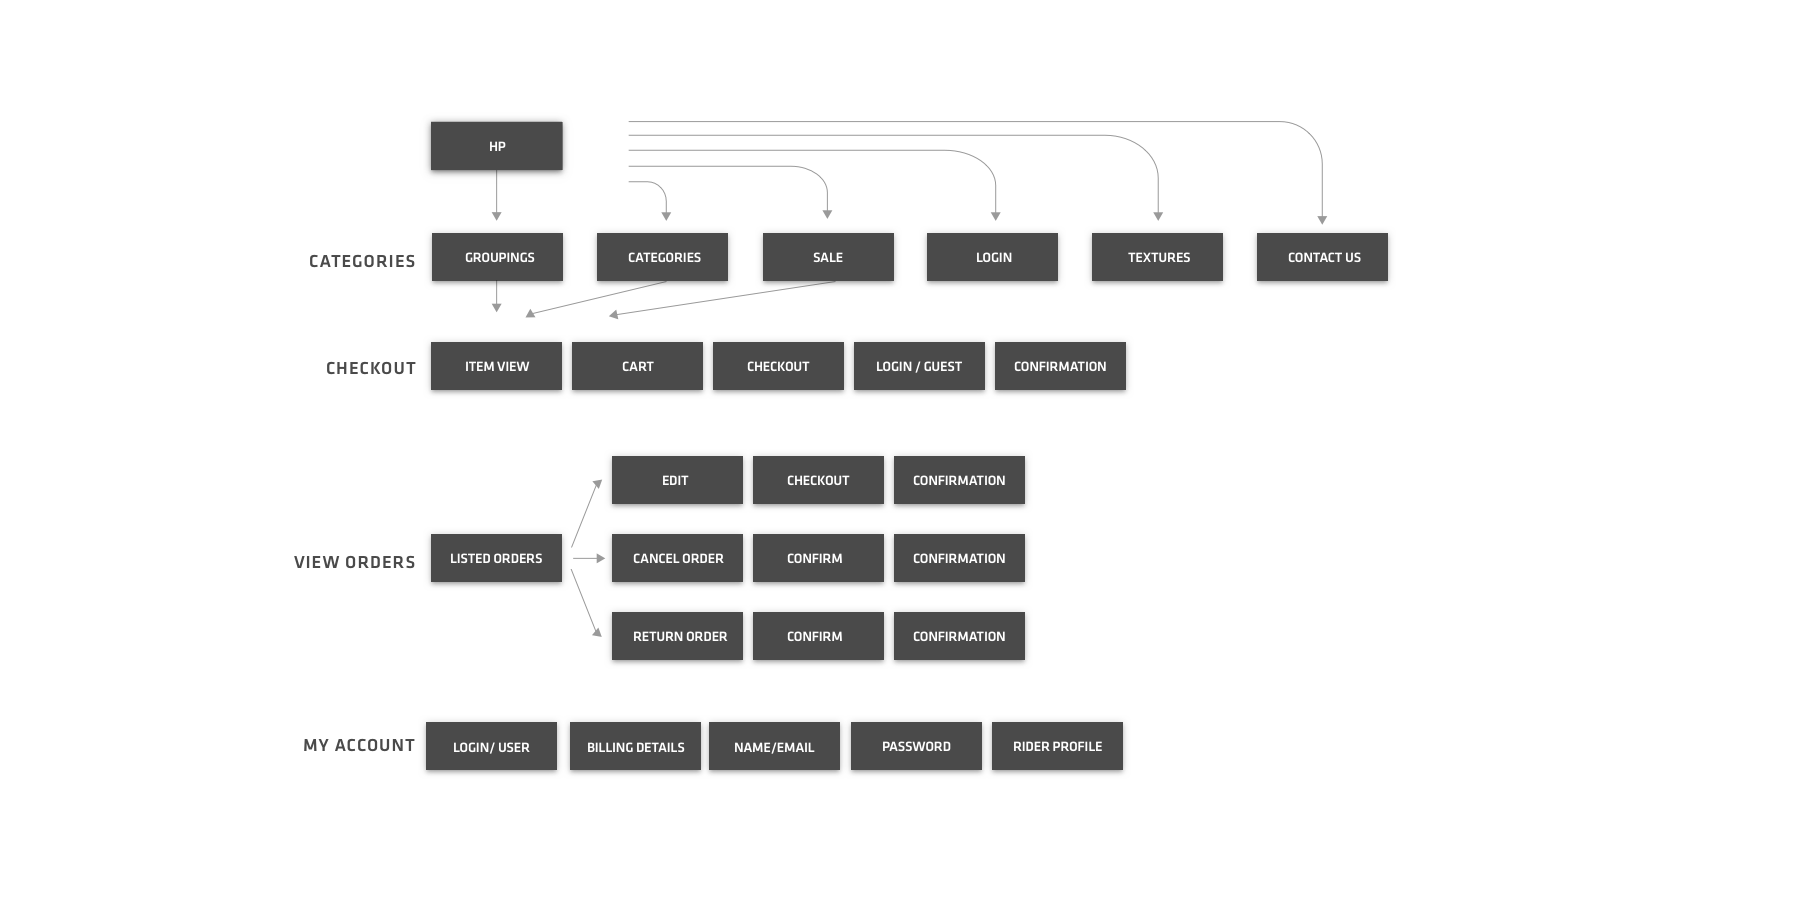 HP
CATEGORIES
GROUPINGS
CATEGORIES
SALE
LOGIN
TEXTURES
CONTACT US
CHECKOUT
ITEM VIEW
CART
CHECKOUT
LOGIN / GUEST
CONFIRMATION
EDIT
CHECKOUT
CONFIRMATION
VIEW ORDERS
LISTED ORDERS
CANCEL ORDER
CONFIRM
CONFIRMATION
RETURN ORDER
CONFIRM
CONFIRMATION
MY ACCOUNT
LOGIN/ USER
BILLING DETAILS
NAME/EMAIL
PASSWORD
RIDER PROFILE